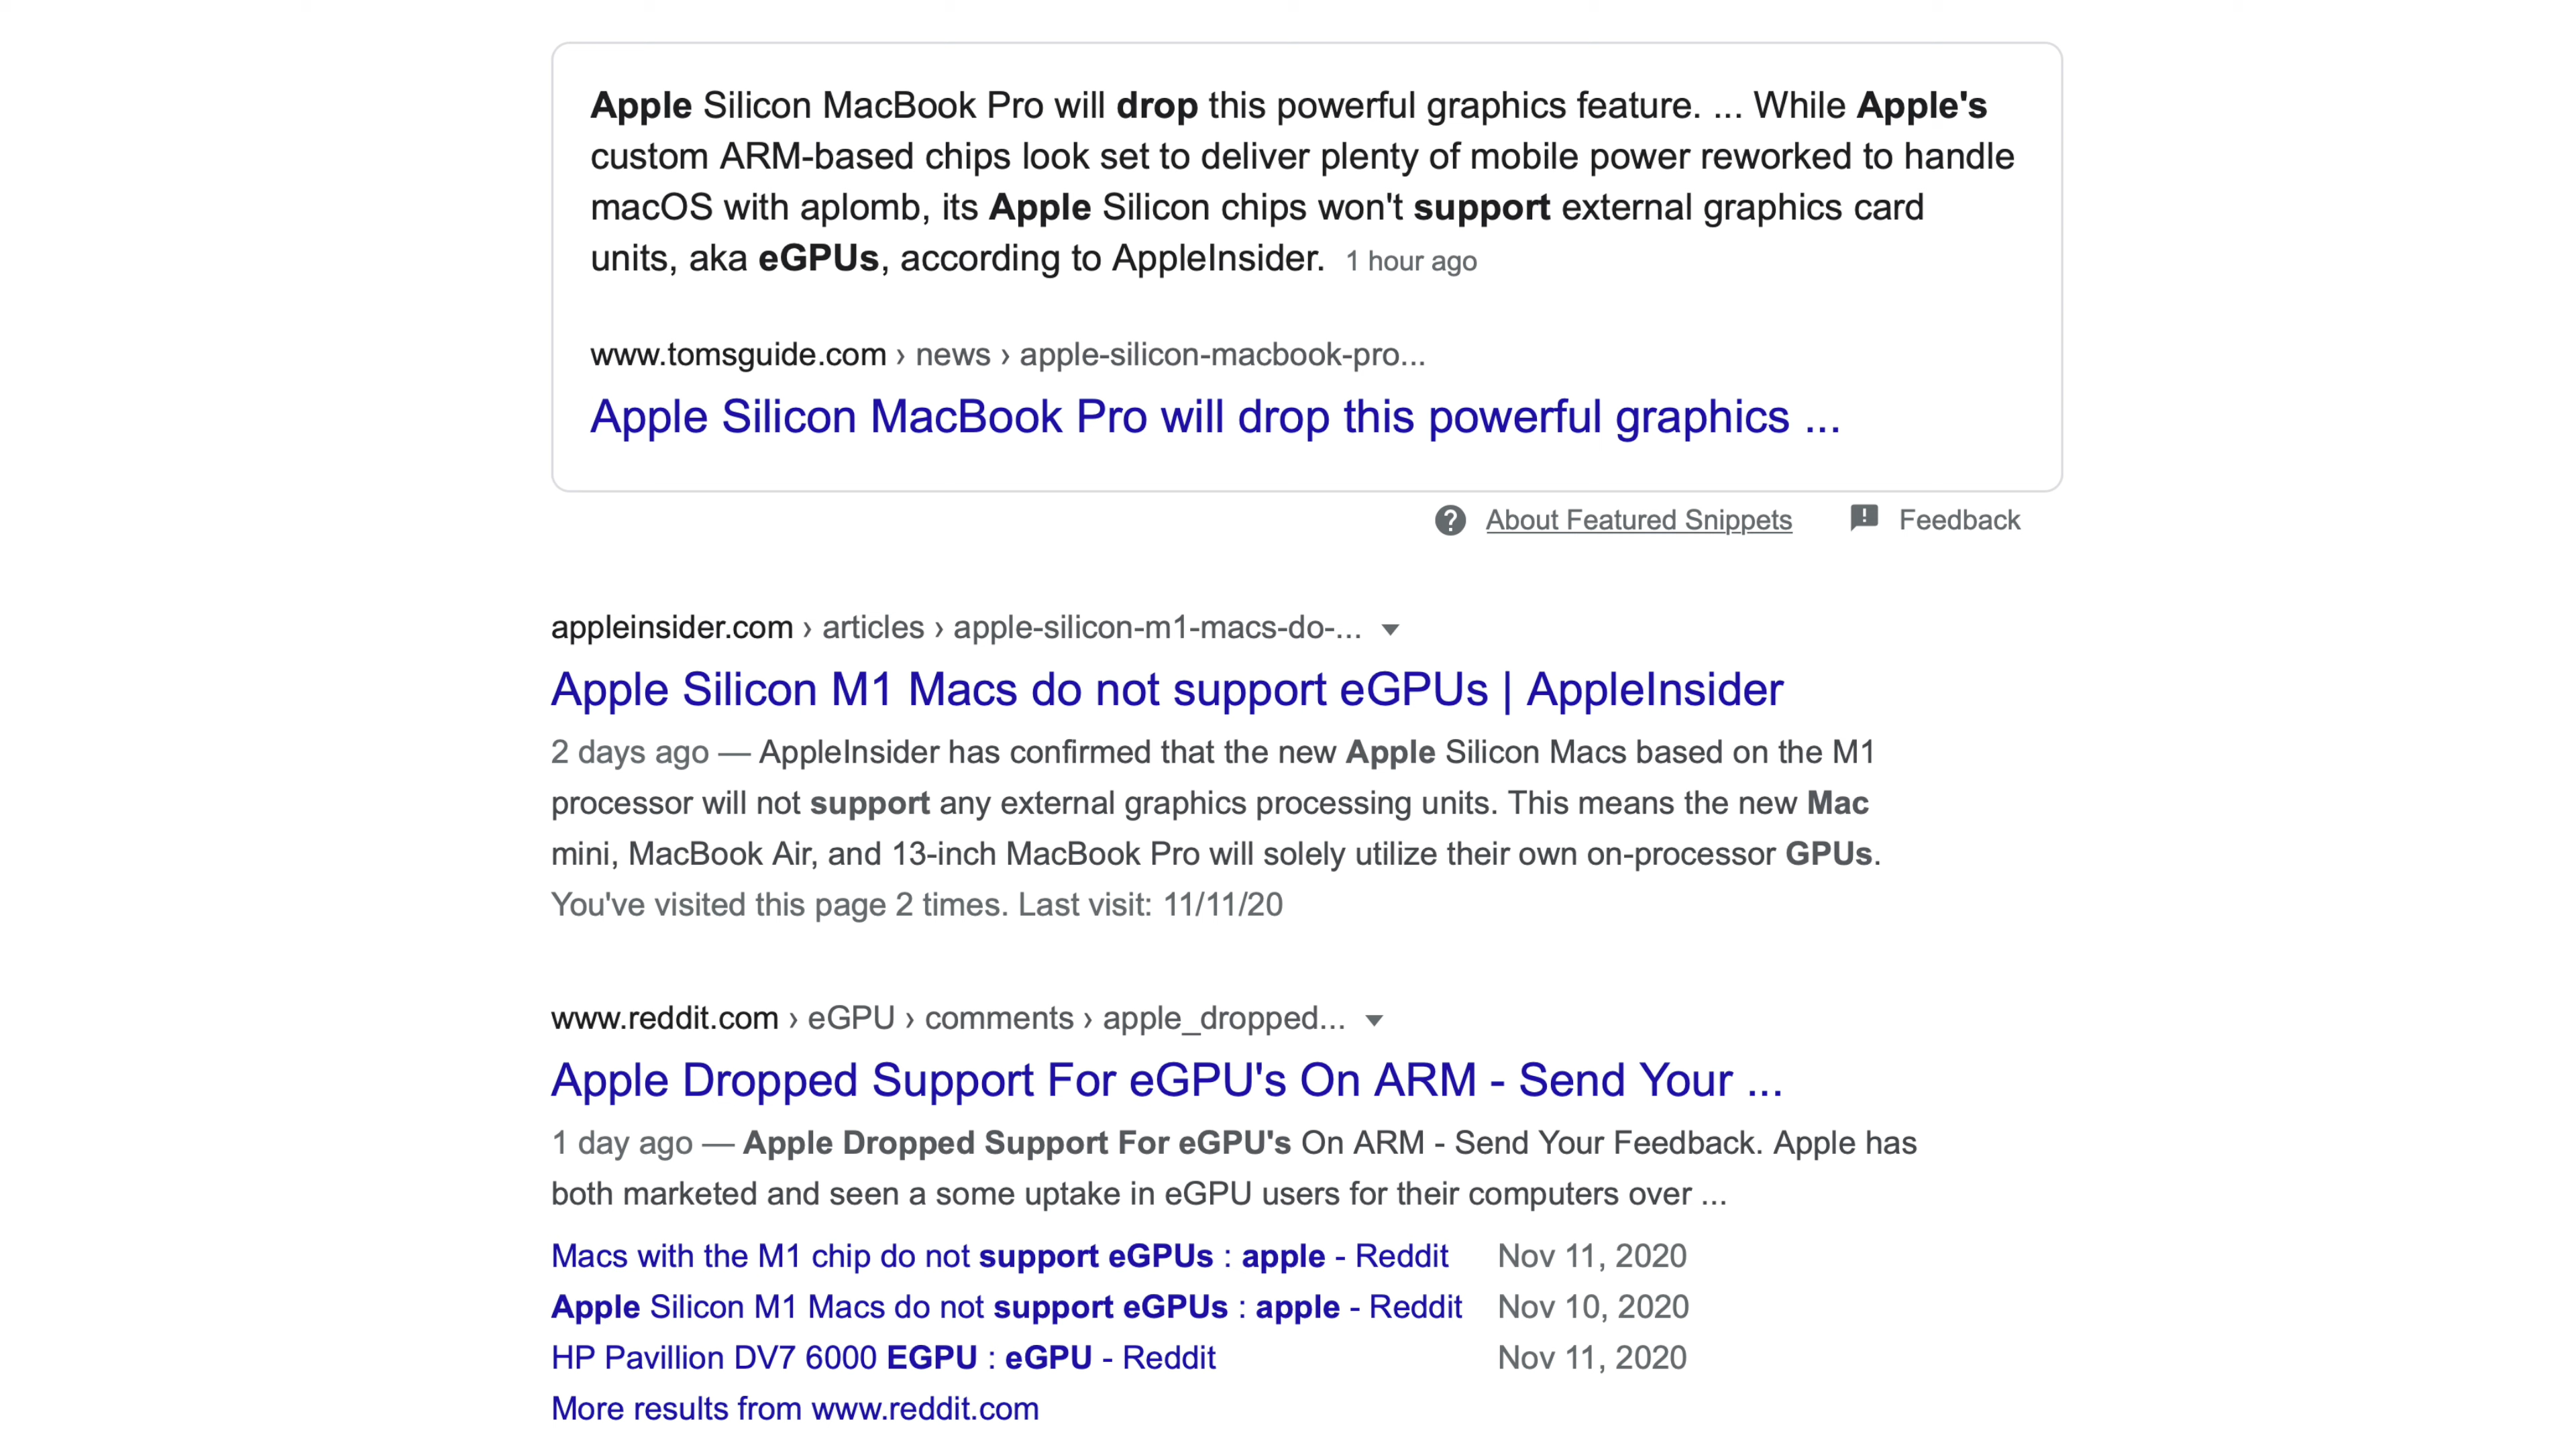 Apple Silicon MacBook Pro will drop this powerful graphics feature. ... While Apple's
custom ARM-based chips look set to deliver plenty of mobile power reworked to handle
macOS with aplomb, its Apple Silicon chips won't support external graphics card
units, aka eGPUs, according to AppleInsider. 1 hour ago
www.tomsguide.com › news › apple-silicon-macbook-pro...
Apple Silicon MacBook Pro will drop this powerful graphics ...
About Featured Snippets Feedback
appleinsider.com › articles › apple-silicon-m1-macs-do-...
Apple Silicon M1 Macs do not support eGPUs | AppleInsider
2 days ago — AppleInsider has confirmed that the new Apple Silicon Macs based on the M1
processor will not support any external graphics processing units. This means the new Mac
mini, MacBook Air, and 13-inch MacBook Pro will solely utilize their own on-processor GPUs.
You've visited this page 2 times. Last visit: 11/11/20
www.reddit.com › eGPU › comments › apple_dropped...
Apple Dropped Support For eGPU's On ARM - Send Your ...
1 day ago — Apple Dropped Support For eGPU's On ARM - Send Your Feedback. Apple has
both marketed and seen a some uptake in eGPU users for their computers over ...
Macs with the M1 chip do not support eGPUs : apple - Reddit Nov 11, 2020
Apple Silicon M1 Macs do not support eGPUs : apple - Reddit Nov 10, 2020
HP Pavillion DV7 6000 EGPU : eGPU - Reddit Nov 11, 2020
More results from www.reddit.com